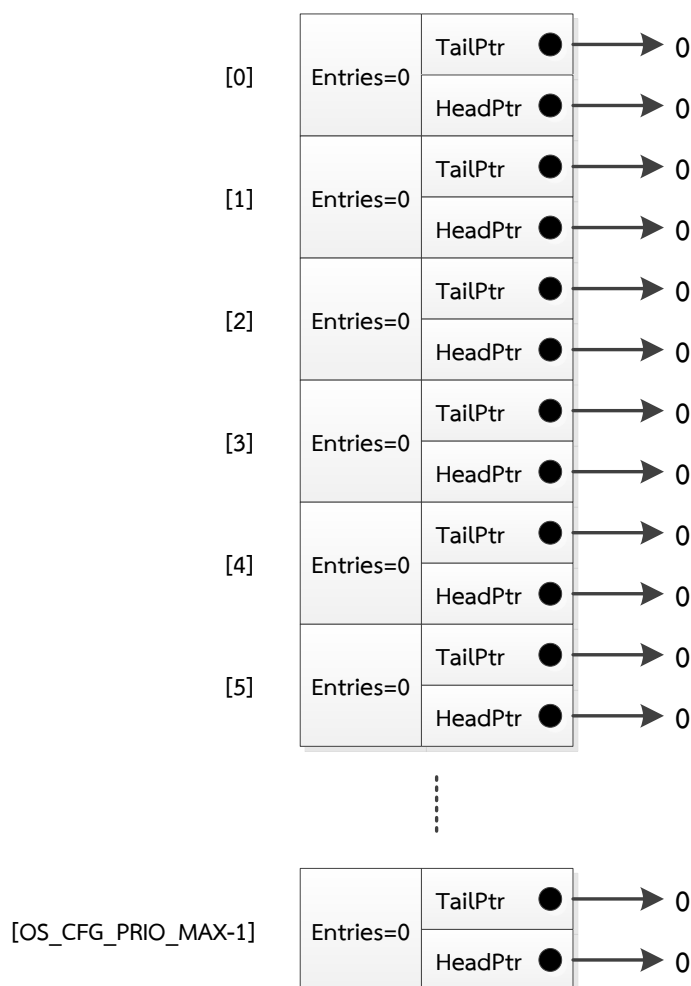 TailPtr 0
[0] Entries=0
HeadPtr 0
TailPtr 0
[1] Entries=0
HeadPtr 0
TailPtr 0
[2] Entries=0
HeadPtr 0
TailPtr 0
[3] Entries=0
HeadPtr 0
TailPtr 0
[4] Entries=0
HeadPtr 0
TailPtr 0
[5] Entries=0
HeadPtr 0
TailPtr 0
[OS_CFG_PRIO_MAX-1] Entries=0
HeadPtr 0